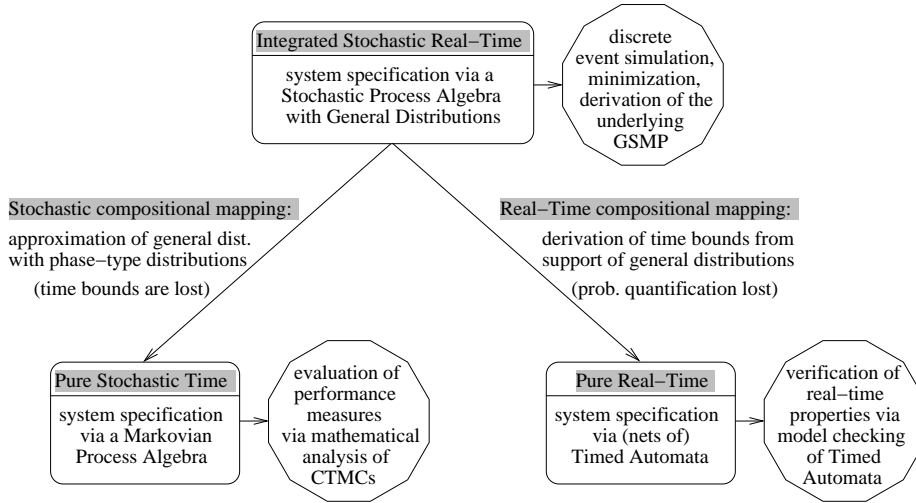 Integrated Stochastic Real−Time
system specification via a
Stochastic Process Algebra
with General Distributions
discrete
event simulation,
minimization,
derivation of the
underlying
GSMP
Stochastic compositional mapping:
approximation of general dist.
with phase−type distributions
(time bounds are lost)
Real−Time compositional mapping:
derivation of time bounds from
support of general distributions
(prob. quantification lost)
Pure Stochastic Time
system specification
via a Markovian
Process Algebra
evaluation of
performance
measures
via mathematical
analysis of
CTMCs
Pure Real−Time
system specification
via (nets of)
Timed Automata
verification of
real−time
properties via
model checking
of Timed
Automata